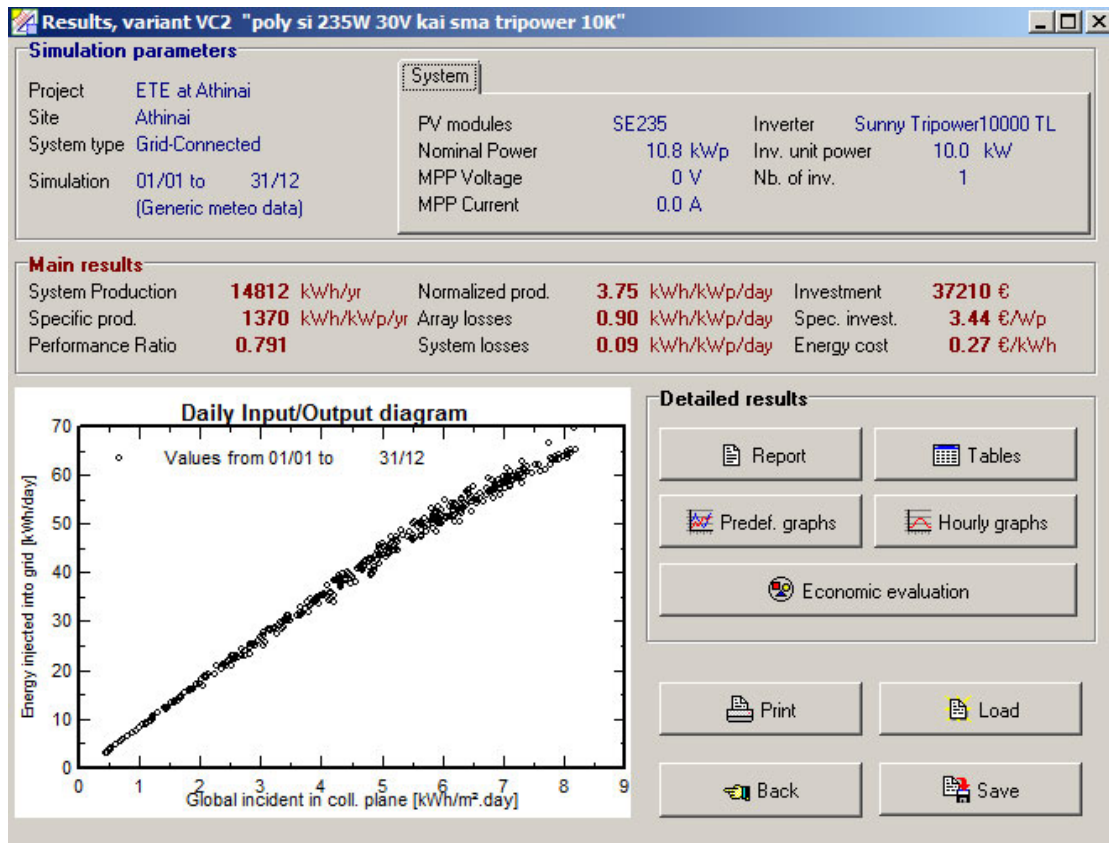 Results, variant VC2 "poly si 235W 30V kai sma tripower 10K"
Simulation parameters
Project ETE at Athinai
Site Athinai
System type Grid-Connected
Simulation 01/01 to 31/12
(Generic meteo data)
System
PV modules SE235 Inverter Sunny Tripower10000 TL
Nominal Power 10.8 kWp Inv. unit power 10.0 kW
MPP Voltage 0 V Nb. of inv. 1
MPP Current 0.0 A
Main results
System Production 14812 kWh/yr Normalized prod. 3.75 kWh/kWp/day Investment 37210 €
Specific prod. 1370 kWh/kWp/yr Array losses 0.90 kWh/kWp/day Spec. invest. 3.44 €/Wp
Performance Ratio 0.791 System losses 0.09 kWh/kWp/day Energy cost 0.27 €/kWh
Daily Input/Output diagram
Values from 01/01 to 31/12
Energy injected into grid [kWh/day]
70
60
50
40
30
20
10
0
0 1 2 3 4 5 6 7 8 9
Global incident in coll. plane [kWh/m².day]
Detailed results
Report Tables
Predef. graphs Hourly graphs
Economic evaluation
Print Load
Back Save